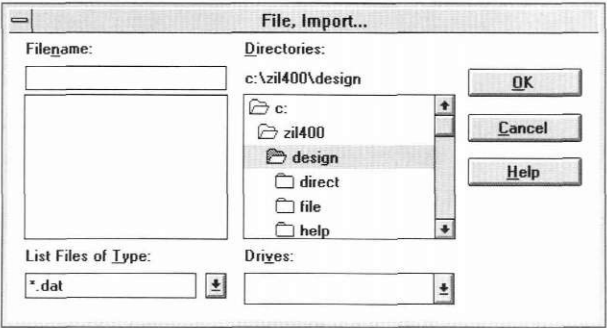 File, Import...
Filename:
Directories:
c:\zil400\design
c:
zil400
design
direct
file
help
OK
Cancel
Help
List Files of Type:
*.dat
Drives: